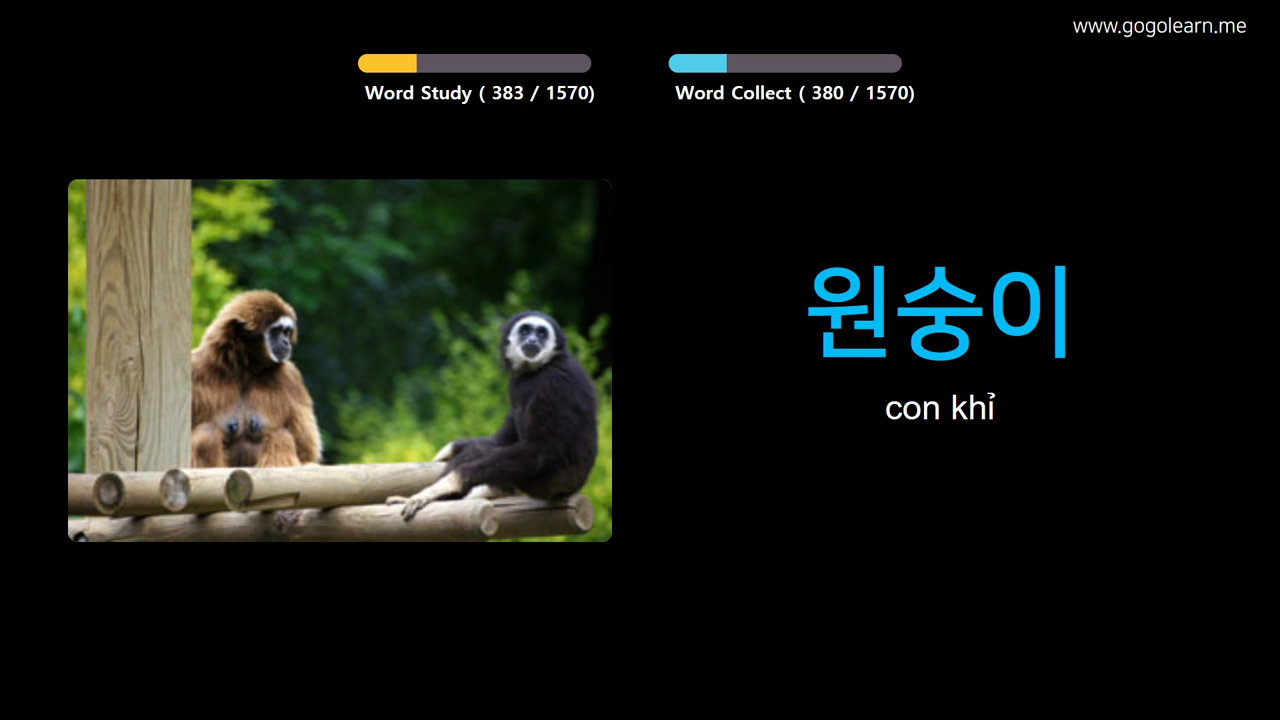 www.gogolearn.me
Word Study ( 383 / 1570)
Word Collect ( 380 / 1570)
원숭이
con khỉ